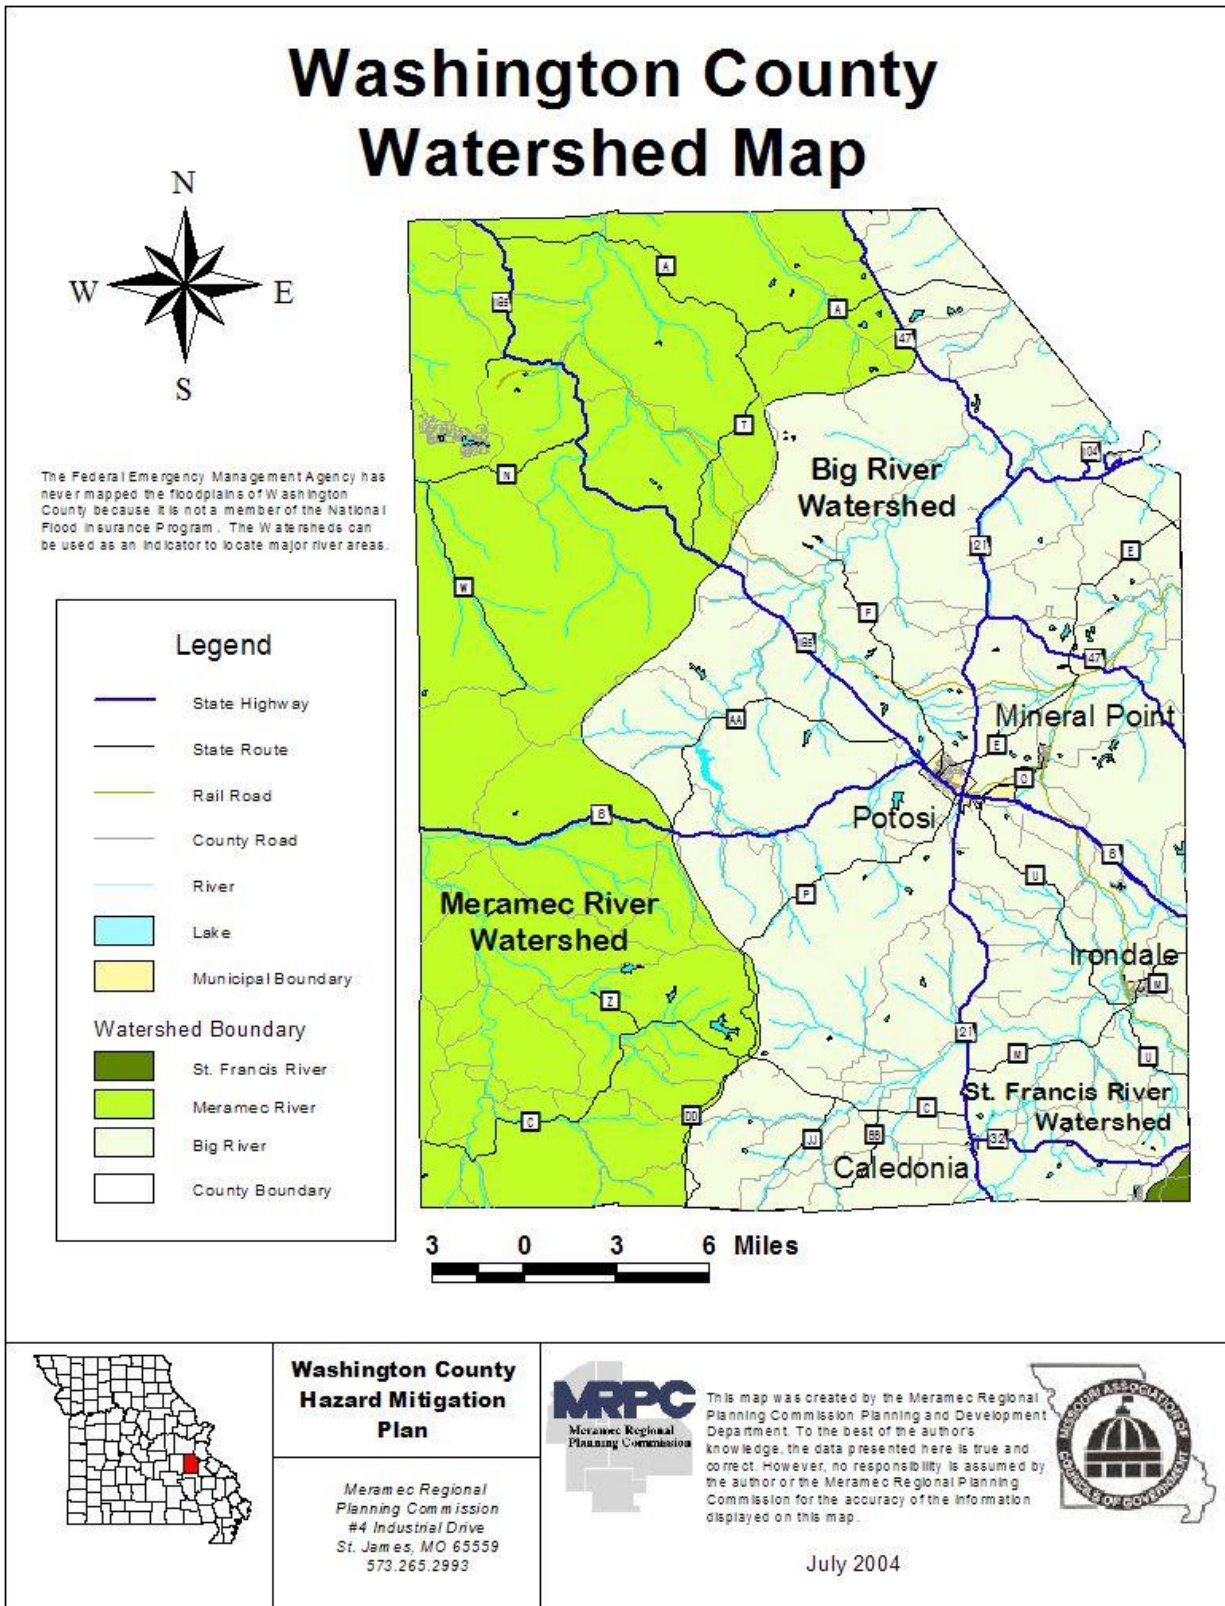 Washington County
Watershed Map
N
W
E
S
The Federal Emergency Management Agency has
never mapped the floodplains of Washington
County because it is not a member of the National
Flood Insurance Program. The Watersheds can
be used as an indicator to locate major river areas.
Legend
State Highway
State Route
Rail Road
County Road
River
Lake
Municipal Boundary
Watershed Boundary
St. Francis River
Meramec River
Big River
County Boundary
A
A
47
T
N
Big River
Watershed
104
21
E
W
F
47
AA
Mineral Point
E
O
8
Potosi
8
P
U
Meramec River
Watershed
Irondale
M
Z
21
M
U
St. Francis River
Watershed
C
DD
C
JJ
BB
32
Caledonia
3 0 3 6 Miles
Washington County
Hazard Mitigation
Plan
Meramec Regional
Planning Commission
#4 Industrial Drive
St. James, MO 65559
573.265.2993
MRPC
Meramec Regional
Planning Commission
This map was created by the Meramec Regional
Planning Commission Planning and Development
Department. To the best of the author's
knowledge, the data presented here is true and
correct. However, no responsibility is assumed by
the author or the Meramec Regional Planning
Commission for the accuracy of the information
displayed on this map.
July 2004
MISSOURI ASSOCIATION OF
COUNCILS OF GOVERNMENT